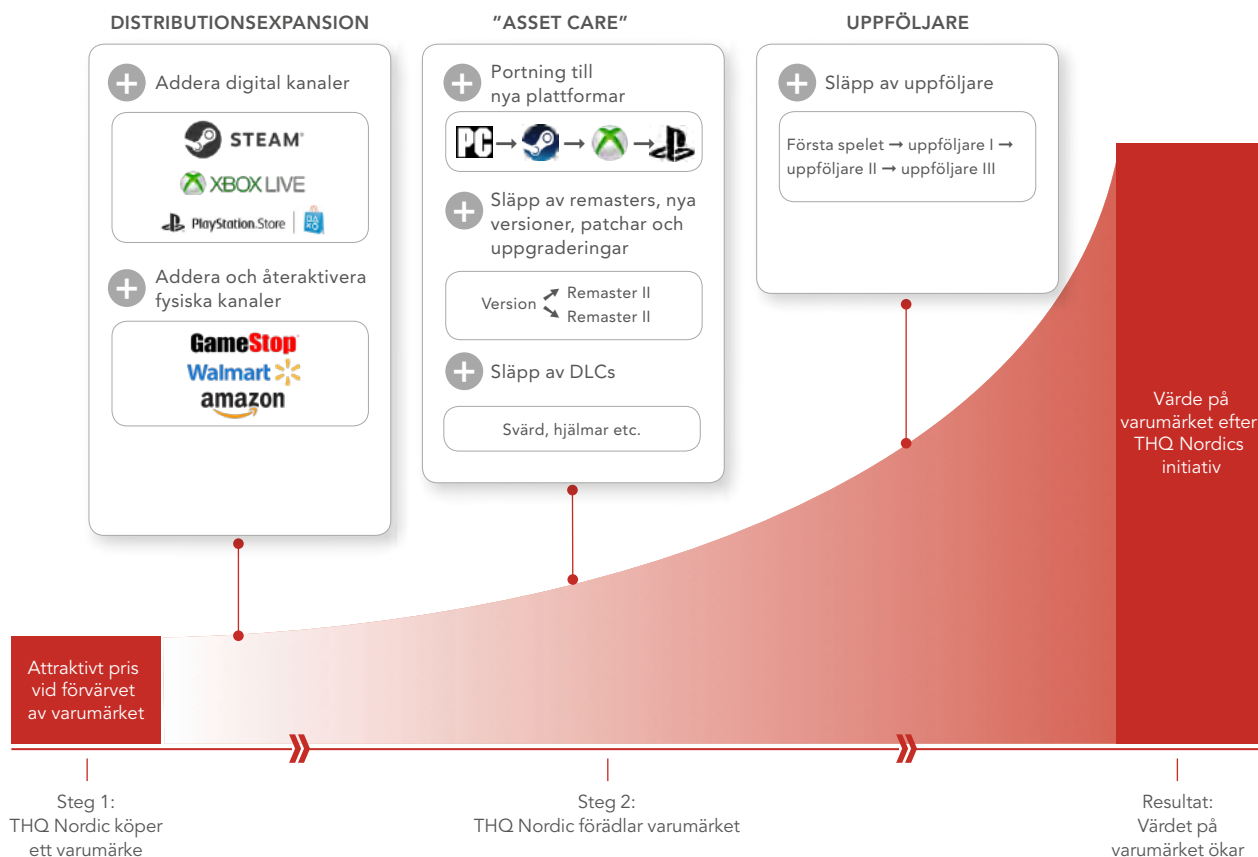 DISTRIBUTIONSEXPANSION
Addera digital kanaler
STEAM
XBOX LIVE
PlayStation.Store
Addera och återaktivera
fysiska kanaler
GameStop
Walmart
amazon
"ASSET CARE"
Portning till
nya plattformar
PC → → →
Släpp av remasters, nya
versioner, patchar och
uppgraderingar
Version
Remaster II
Remaster II
Släpp av DLCs
Svärd, hjälmar etc.
UPPFÖLJARE
Släpp av uppföljare
Första spelet → uppföljare I →
uppföljare II → uppföljare III
Attraktivt pris
vid förvärvet
av varumärket
Värde på
varumärket efter
THQ Nordics
initiativ
Steg 1:
THQ Nordic köper
ett varumärke
Steg 2:
THQ Nordic förädlar varumärket
Resultat:
Värdet på
varumärket ökar